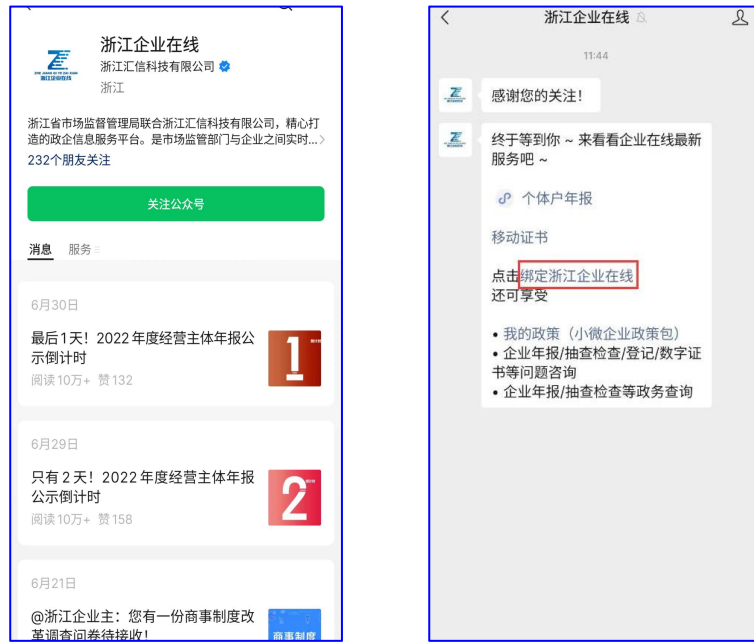 浙江企业在线
浙江汇信科技有限公司
浙江
浙江企业在线
浙江省市场监督管理局联合浙江汇信科技有限公司，精心打
造的政企信息服务平台。是市场监管部门与企业之间实时...
232个朋友关注
关注公众号
消息 服务
6月30日
最后1天！2022年度经营主体年报公
示倒计时
阅读10万+ 赞132
1
6月29日
只有2天！2022年度经营主体年报
公示倒计时
阅读10万+ 赞158
2
6月21日
@浙江企业主：您有一份商事制度改
革调查问卷待接收！
商事制度
浙江企业在线
11:44
感谢您的关注！
终于等到你 ~ 来看看企业在线最新
服务吧 ~
个体户年报
移动证书
点击绑定浙江企业在线
还可享受
• 我的政策（小微企业政策包）
• 企业年报/抽查检查/登记/数字证
书等问题咨询
• 企业年报/抽查检查等政务查询